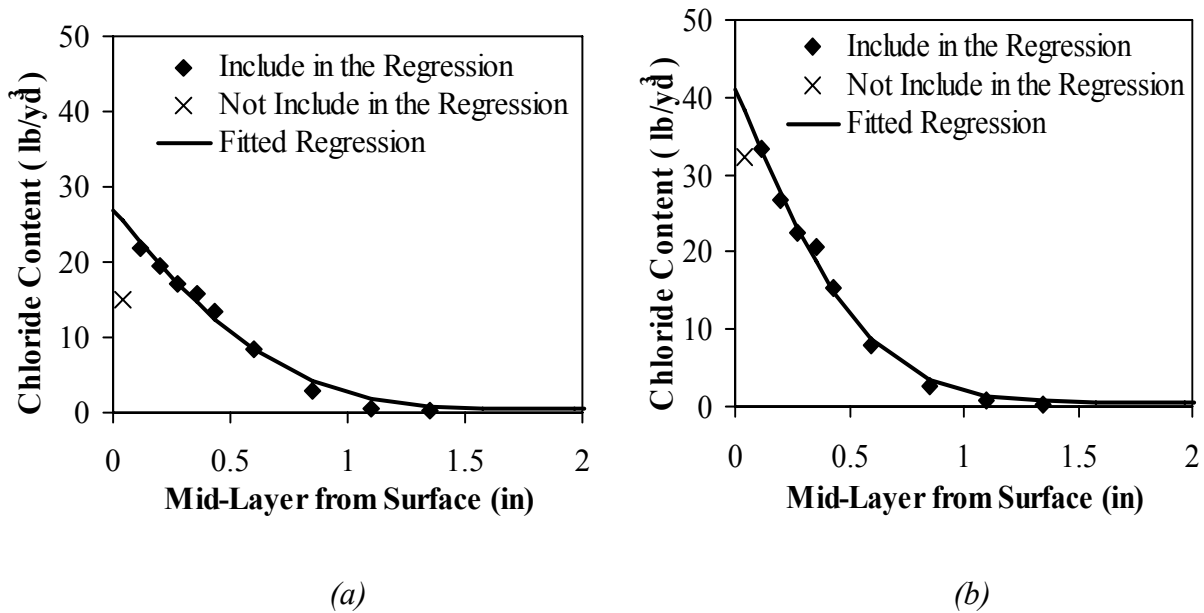 50
40
30
20
10
0
Chloride Content ( lb/yd³)
Include in the Regression
Not Include in the Regression
Fitted Regression
0 0.5 1 1.5 2
Mid-Layer from Surface (in)
(a)
50
40
30
20
10
0
Chloride Content ( lb/yd³)
Include in the Regression
Not Include in the Regression
Fitted Regression
0 0.5 1 1.5 2
Mid-Layer from Surface (in)
(b)